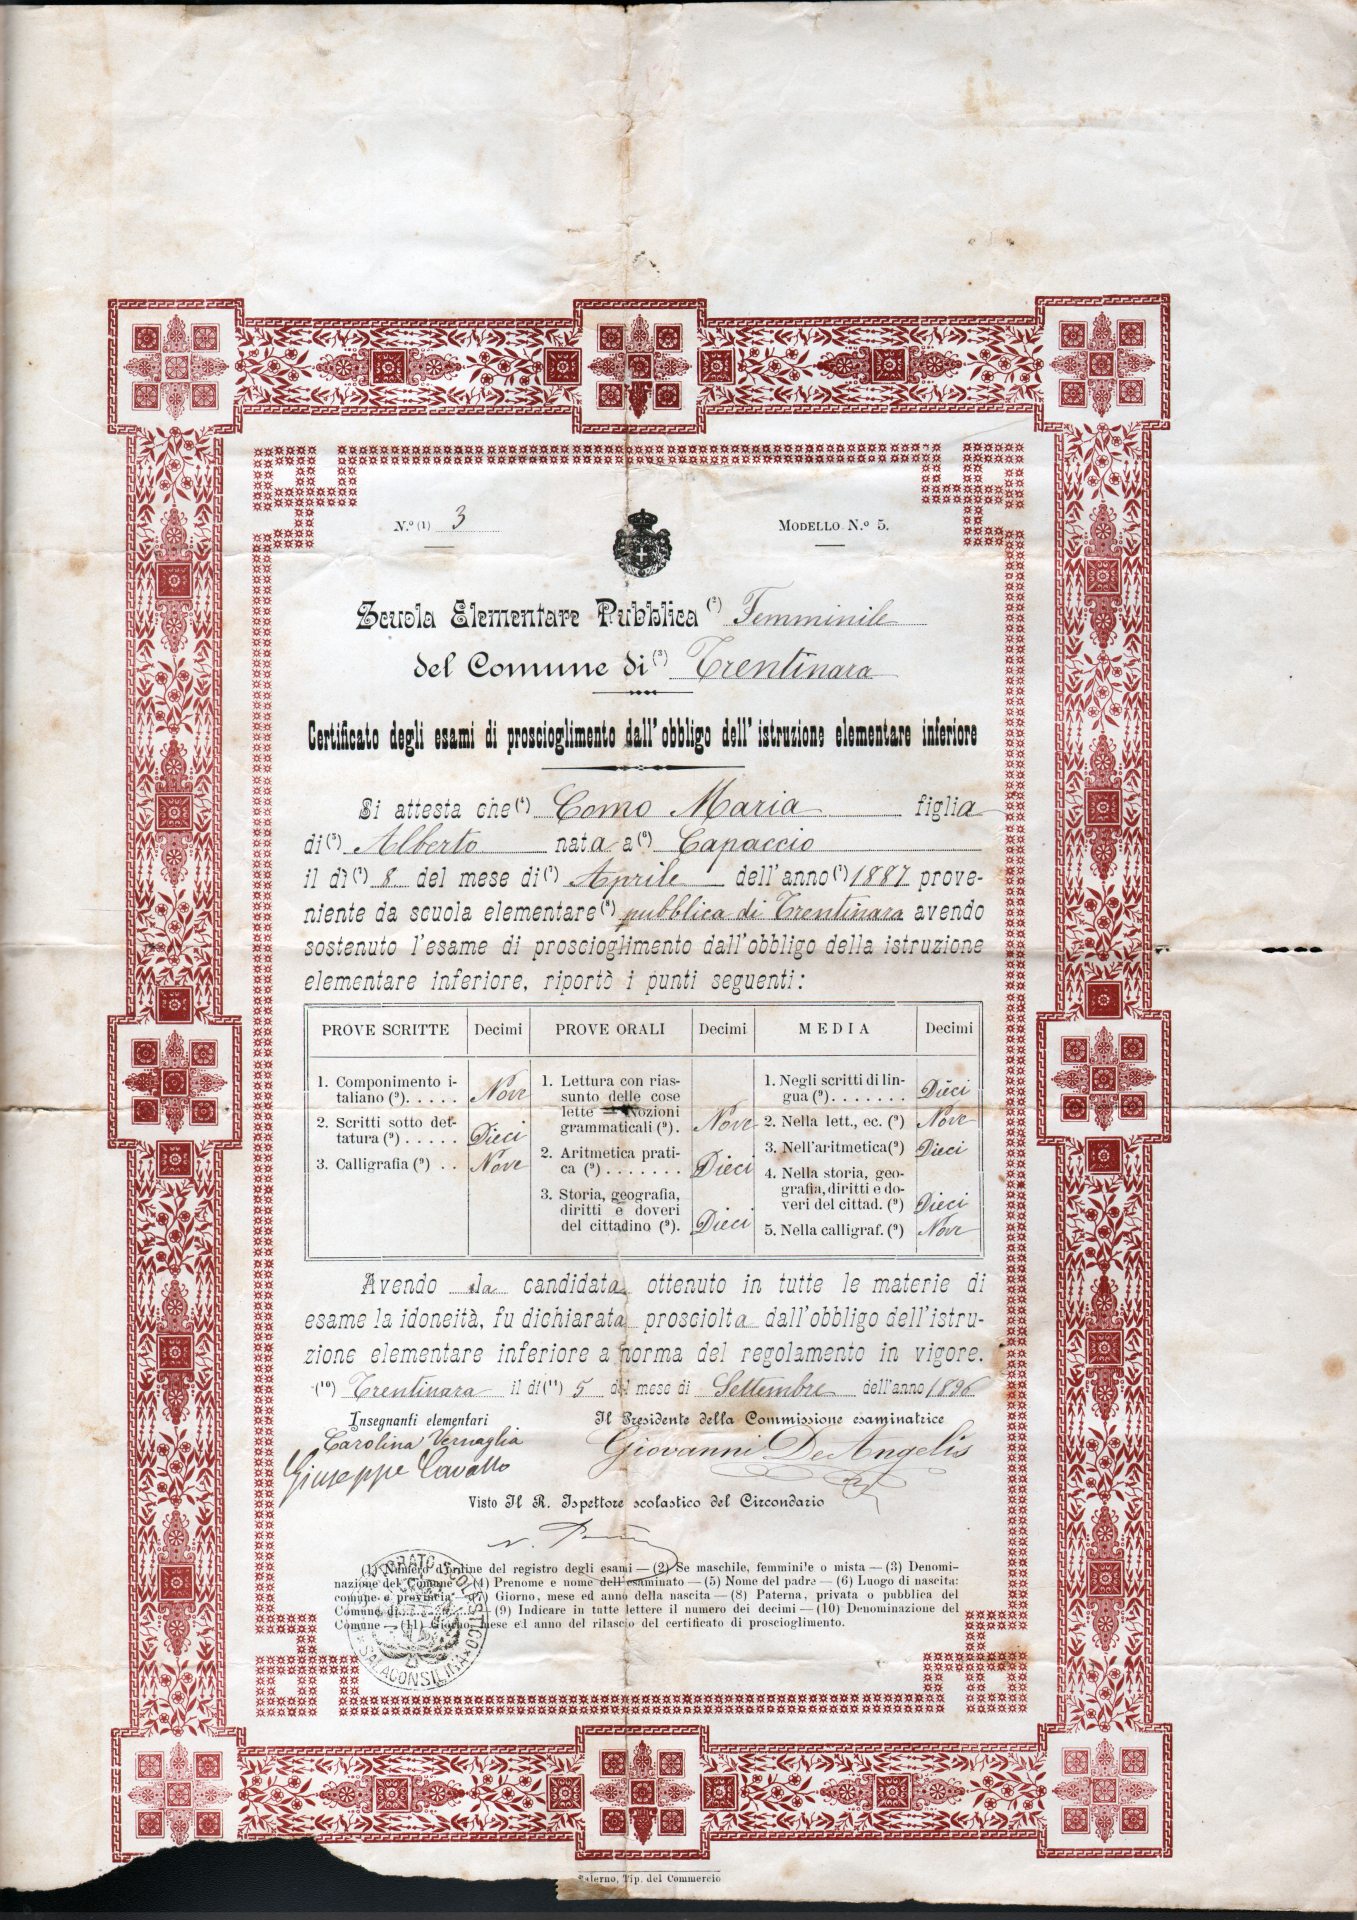 N.º (1) 3
Modello N.º 5.
Scuola Elementare Pubblica (2) Femminile
del Comune di (3) Trentinara
Certificato degli esami di proscioglimento dall' obbligo dell' istruzione elementare inferiore
Si attesta che (4) Como Maria figlia
di (5) Alberto nata a (6) Capaccio
il dì (7) 8 del mese di (7) Aprile dell'anno (7) 1887 prove-
niente da scuola elementare (8) pubblica di Trentinara avendo
sostenuto l'esame di proscioglimento dall'obbligo della istruzione
elementare inferiore, riportò i punti seguenti:
PROVE SCRITTE Decimi PROVE ORALI Decimi MEDIA Decimi
1. Componimento i-
taliano (9). . . . . Nove
2. Scritti sotto det-
tatura (9) . . . . . Dieci
3. Calligrafia (9) . . Nove
1. Lettura con rias-
sunto delle cose
lette — Nozioni
grammaticali (9). Nove
2. Aritmetica prati-
ca (9) . . . . . . . Dieci
3. Storia, geografia,
diritti e doveri
del cittadino (9). Dieci
1. Negli scritti di lin-
gua (9) . . . . . . . Dieci
2. Nella lett., ec. (9) Nove
3. Nell'aritmetica (9) Dieci
4. Nella storia, geo-
grafia, diritti e do-
veri del cittad. (9) Dieci
5. Nella calligraf. (9) Nove
Avendo la candidata ottenuto in tutte le materie di
esame la idoneità, fu dichiarata prosciolta dall'obbligo dell'istru-
zione elementare inferiore a norma del regolamento in vigore.
(10) Trentinara il dì (11) 5 del mese di Settembre dell'anno 1896
Insegnanti elementari
Carolina Vernaglia
Giuseppe Cavallo
Il Presidente della Commissione esaminatrice
Giovanni De Angelis
Visto Il R. Ispettore scolastico del Circondario
(1) Numero d'ordine del registro degli esami — (2) Se maschile, femminile o mista — (3) Denomi-
nazione del Comune — (4) Prenome e nome dell'esaminato — (5) Nome del padre — (6) Luogo di nascita:
comune e provincia — (7) Giorno, mese ed anno della nascita — (8) Paterna, privata o pubblica del
Comune di . . . . . . — (9) Indicare in tutte lettere il numero dei decimi — (10) Denominazione del
Comune — (11) Giorno, mese ed anno del rilascio del certificato di proscioglimento.
SALACONSILINA
Salerno, Tip. del Commercio